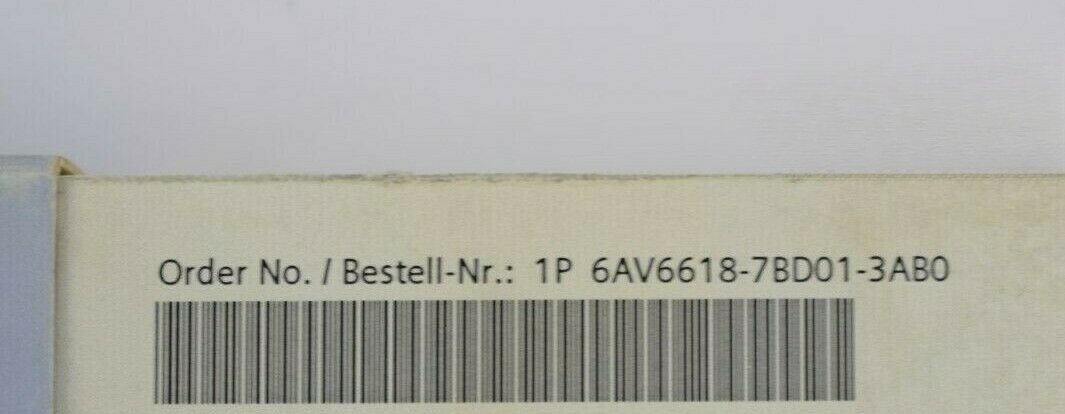 Order No. / Bestell-Nr.: 1P 6AV6618-7BD01-3AB0